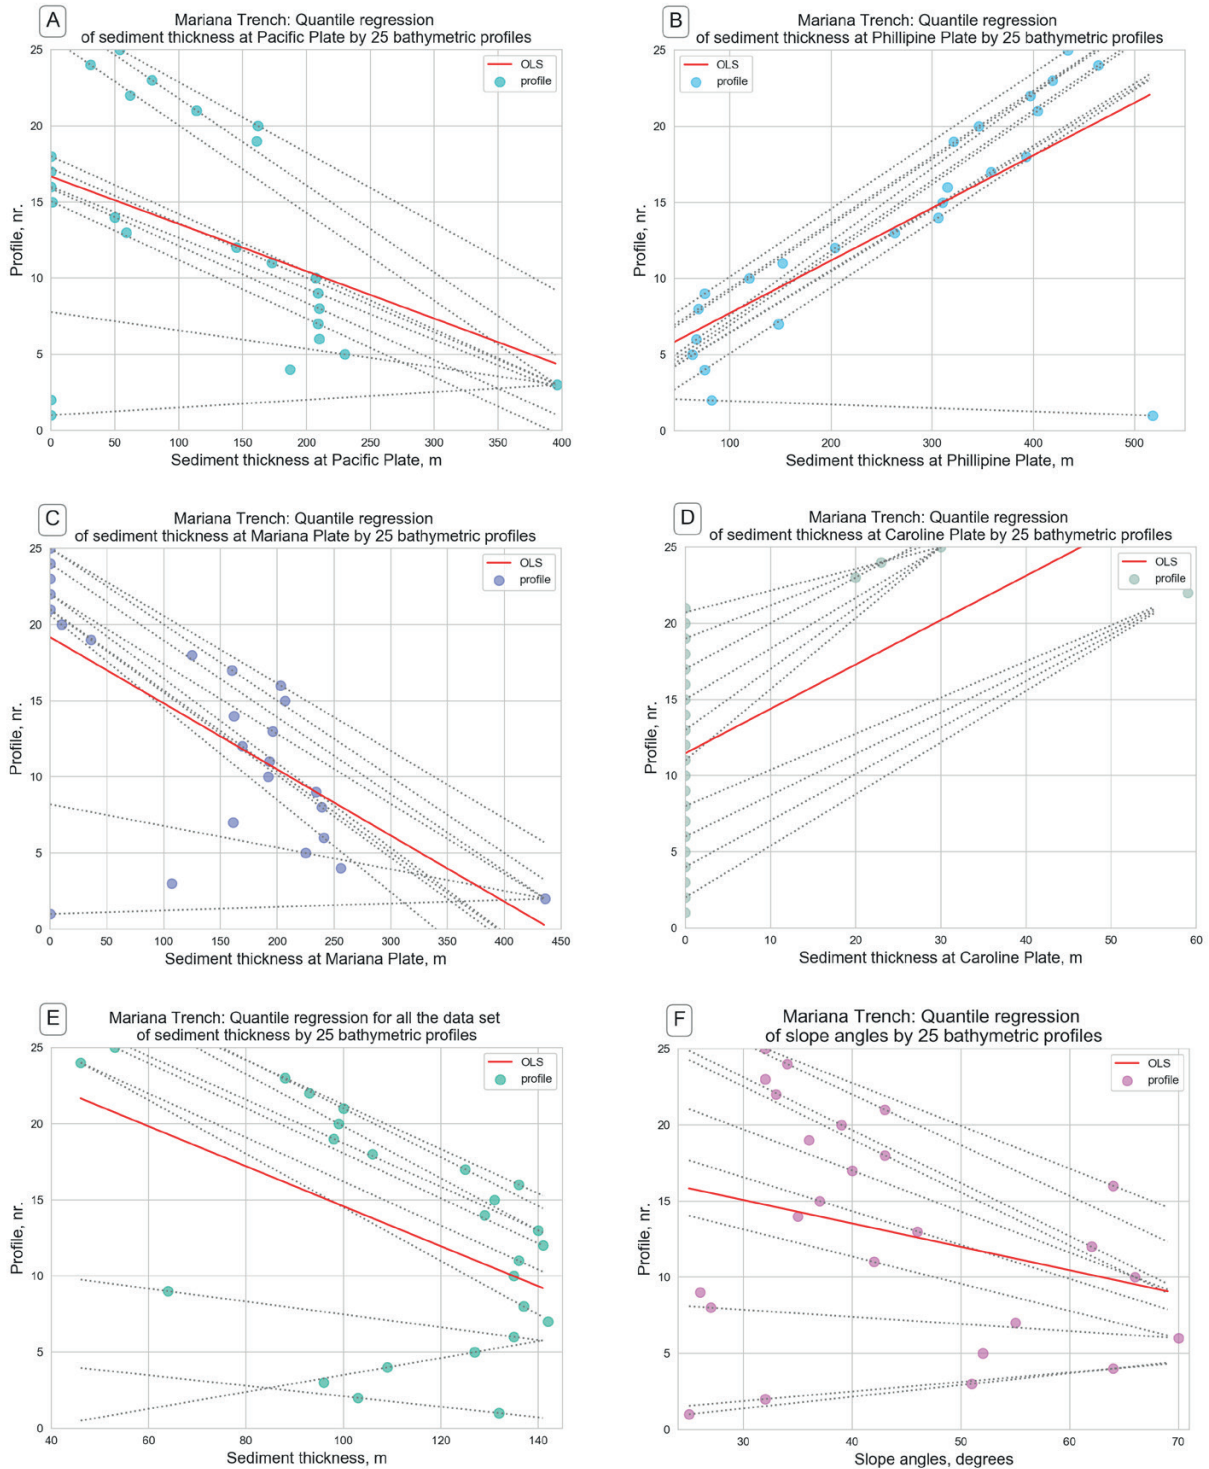 A
Mariana Trench: Quantile regression
of sediment thickness at Pacific Plate by 25 bathymetric profiles
OLS
profile
25
20
15
10
5
0
Profile, nr.
0 50 100 150 200 250 300 350 400
Sediment thickness at Pacific Plate, m
B
Mariana Trench: Quantile regression
of sediment thickness at Phillipine Plate by 25 bathymetric profiles
OLS
profile
25
20
15
10
5
0
Profile, nr.
100 200 300 400 500
Sediment thickness at Phillipine Plate, m
C
Mariana Trench: Quantile regression
of sediment thickness at Mariana Plate by 25 bathymetric profiles
OLS
profile
25
20
15
10
5
0
Profile, nr.
0 50 100 150 200 250 300 350 400 450
Sediment thickness at Mariana Plate, m
D
Mariana Trench: Quantile regression
of sediment thickness at Caroline Plate by 25 bathymetric profiles
OLS
profile
25
20
15
10
5
0
Profile, nr.
0 10 20 30 40 50 60
Sediment thickness at Caroline Plate, m
E
Mariana Trench: Quantile regression for all the data set
of sediment thickness by 25 bathymetric profiles
OLS
profile
25
20
15
10
5
0
Profile, nr.
40 60 80 100 120 140
Sediment thickness, m
F
Mariana Trench: Quantile regression
of slope angles by 25 bathymetric profiles
OLS
profile
25
20
15
10
5
0
Profile, nr.
30 40 50 60 70
Slope angles, degrees